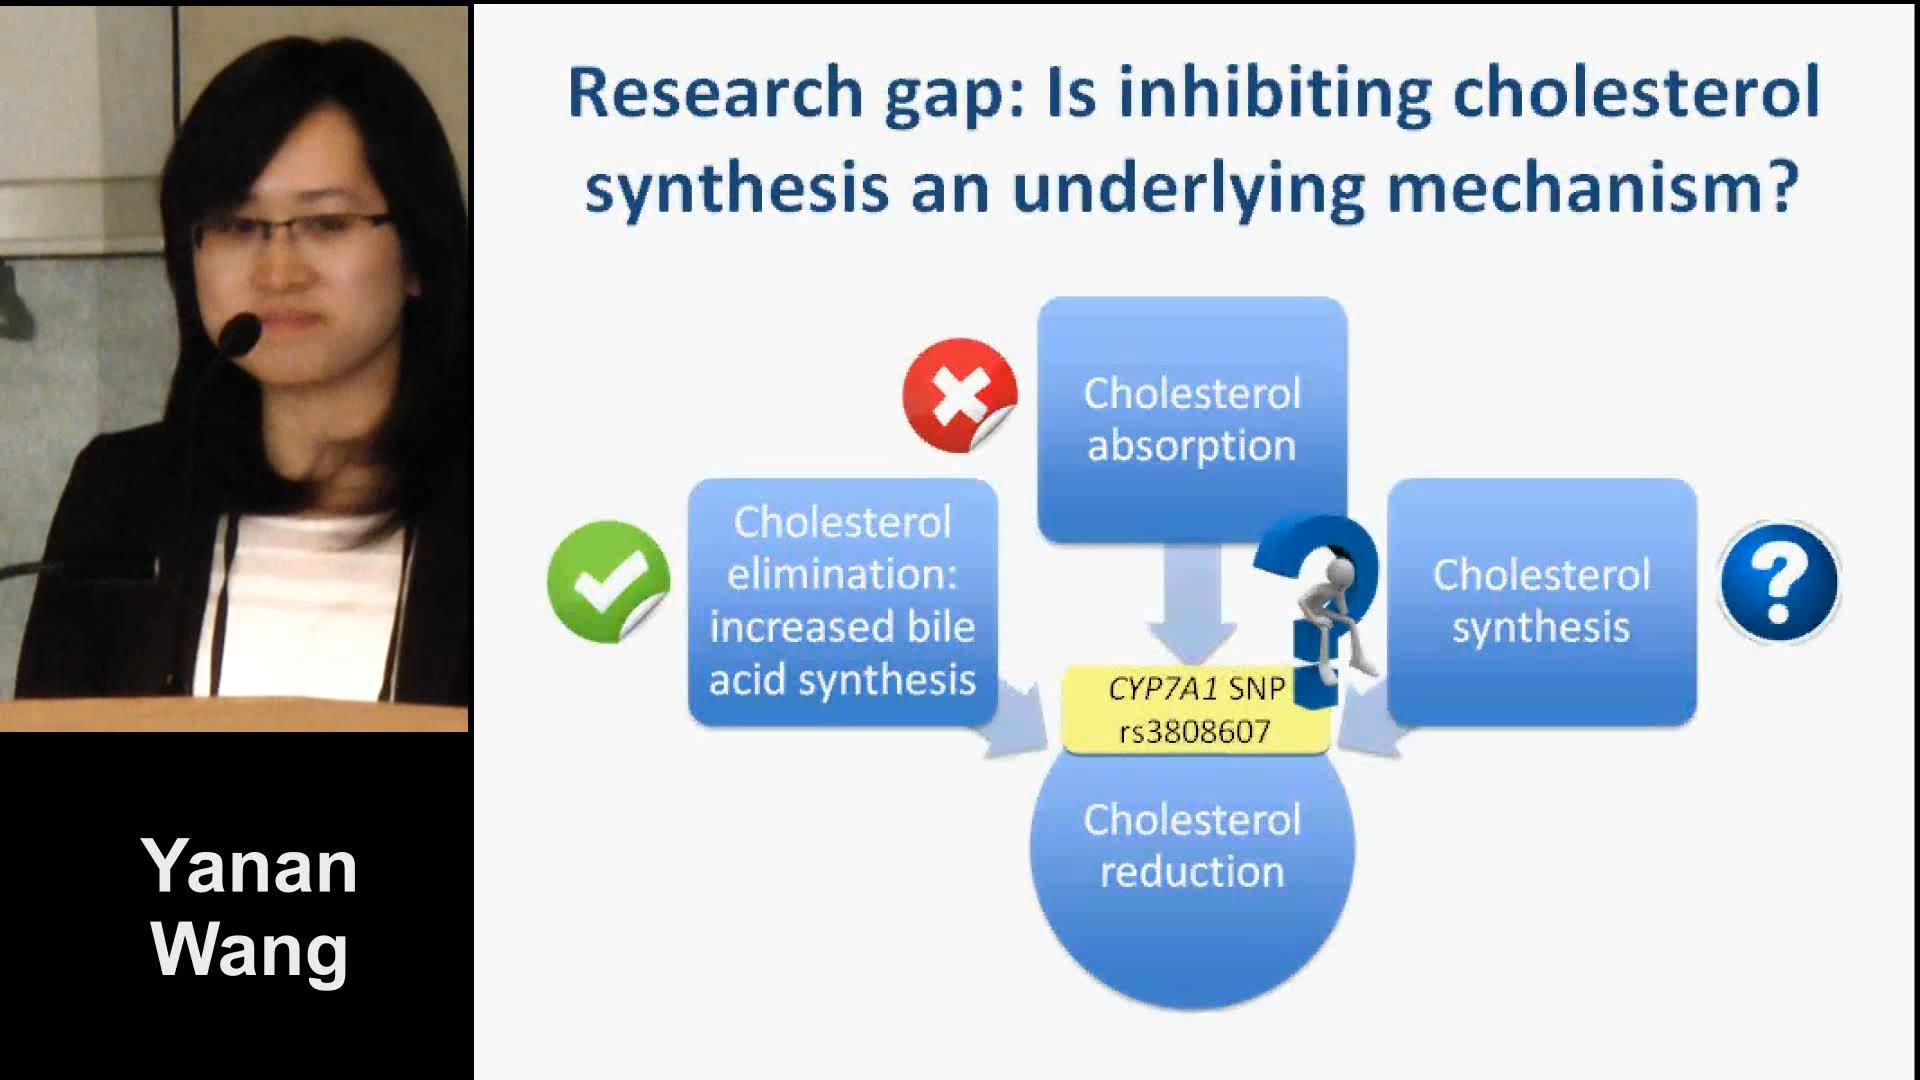 Research gap: Is inhibiting cholesterol
synthesis an underlying mechanism?
Cholesterol
absorption
Cholesterol
elimination:
increased bile
acid synthesis
Cholesterol
synthesis
CYP7A1 SNP
rs3808607
Cholesterol
reduction
Yanan
Wang